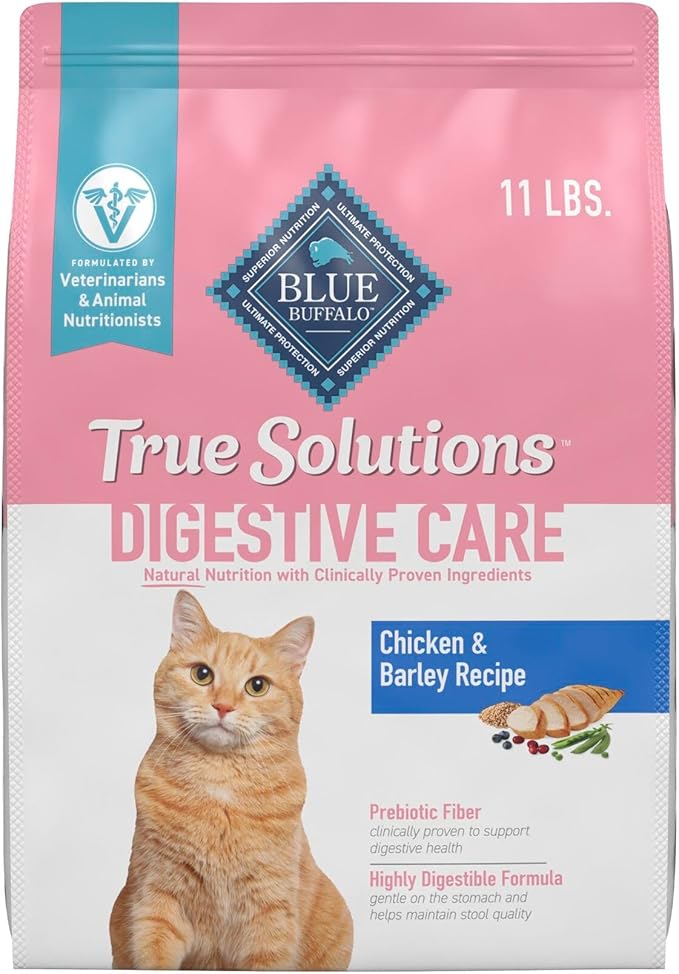 FORMULATED BY
Veterinarians
& Animal
Nutritionists
11 LBS.
SUPERIOR NUTRITION
ULTIMATE PROTECTION
BLUE
BUFFALO™
ULTIMATE PROTECTION
SUPERIOR NUTRITION
True Solutions™
DIGESTIVE CARE
Natural Nutrition with Clinically Proven Ingredients
Chicken &
Barley Recipe
Prebiotic Fiber
clinically proven to support
digestive health
Highly Digestible Formula
gentle on the stomach and
helps maintain stool quality